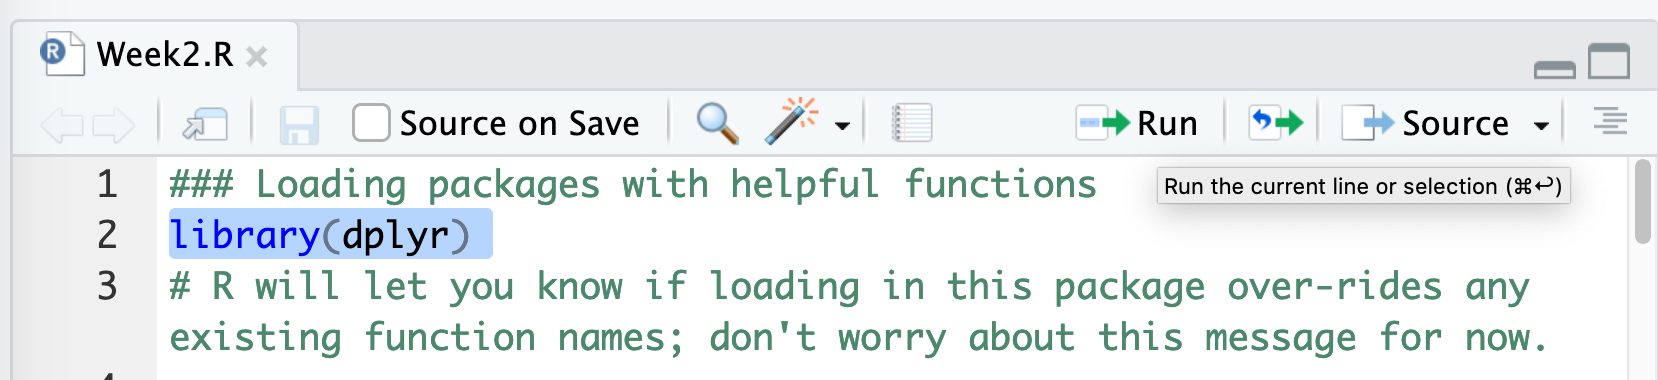 R Week2.R
Source on Save Run Source
1 ### Loading packages with helpful functions
Run the current line or selection (⌘↩)
2 library(dplyr)
3 # R will let you know if loading in this package over-rides any
existing function names; don't worry about this message for now.